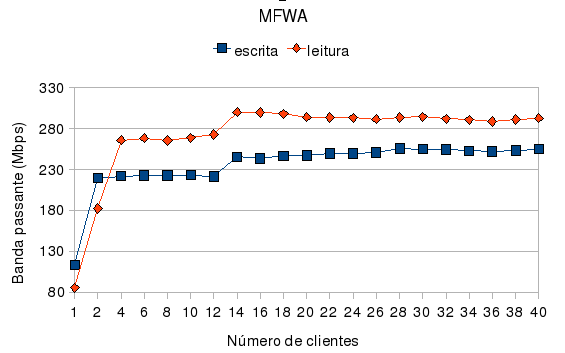 MFWA
escrita leitura
Banda passante (Mbps)
330
280
230
180
130
80
1 2 4 6 8 10 12 14 16 18 20 22 24 26 28 30 32 34 36 38 40
Número de clientes